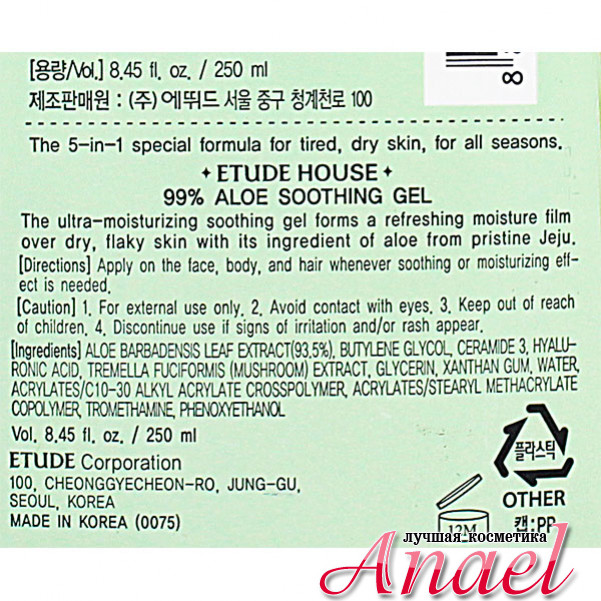 [용량/Vol.] 8.45 fl. oz. / 250 ml
제조판매원 : (주) 에뛰드 서울 중구 청계천로 100
8
The 5-in-1 special formula for tired, dry skin, for all seasons.
ETUDE HOUSE
99% ALOE SOOTHING GEL
The ultra-moisturizing soothing gel forms a refreshing moisture film
over dry, flaky skin with its ingredient of aloe from pristine Jeju.
[Directions] Apply on the face, body, and hair whenever soothing or moisturizing eff-
ect is needed.
[Caution] 1. For external use only. 2. Avoid contact with eyes. 3. Keep out of reach
of children. 4. Discontinue use if signs of irritation and/or rash appear.
[Ingredients] ALOE BARBADENSIS LEAF EXTRACT(93.5%), BUTYLENE GLYCOL, CERAMIDE 3, HYALU-
RONIC ACID, TREMELLA FUCIFORMIS (MUSHROOM) EXTRACT, GLYCERIN, XANTHAN GUM, WATER,
ACRYLATES/C10-30 ALKYL ACRYLATE CROSSPOLYMER, ACRYLATES/STEARYL METHACRYLATE
COPOLYMER, TROMETHAMINE, PHENOXYETHANOL
Vol. 8.45 fl. oz. / 250 ml
ETUDE Corporation
100, CHEONGGYECHEON-RO, JUNG-GU,
SEOUL, KOREA
MADE IN KOREA (0075)
플라스틱
OTHER
캡:PP
12M
лучшая косметика
Anael